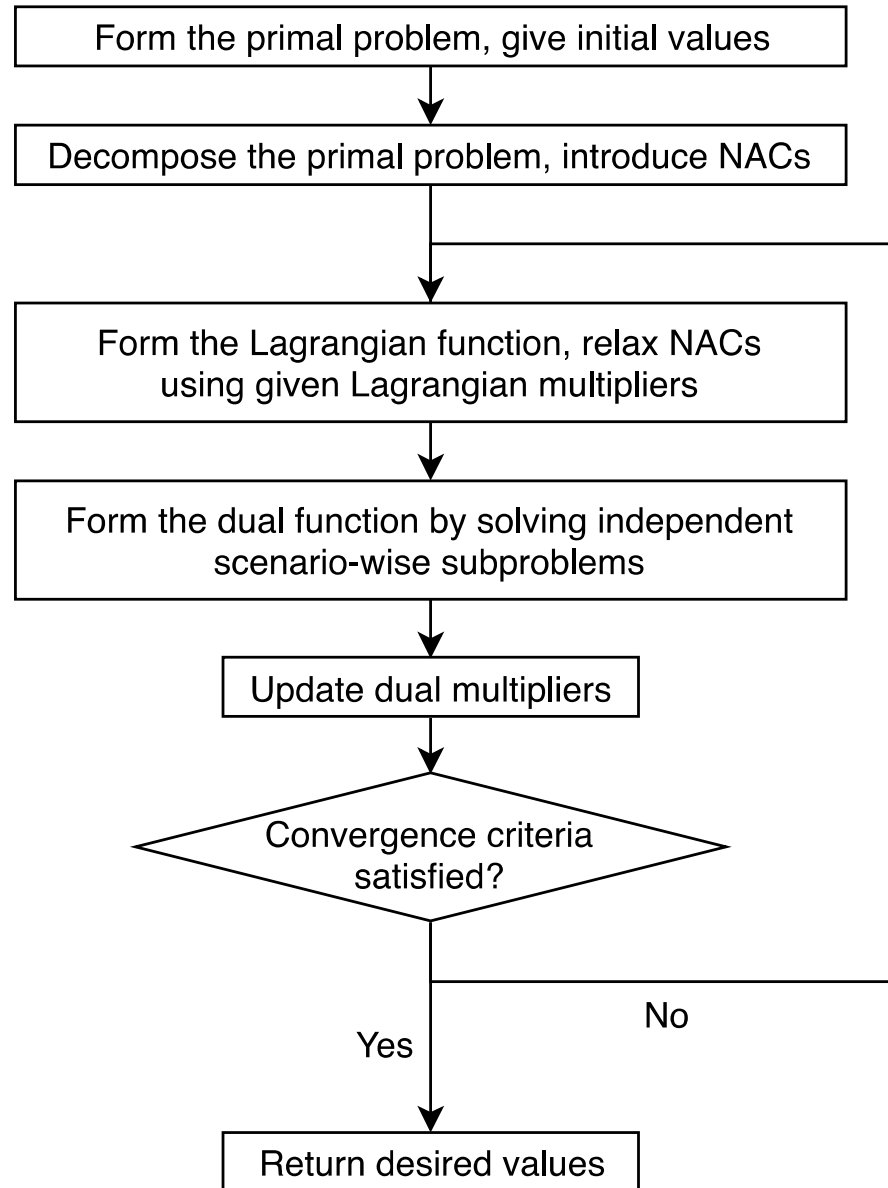 Form the primal problem, give initial values
Decompose the primal problem, introduce NACs
Form the Lagrangian function, relax NACs
using given Lagrangian multipliers
Form the dual function by solving independent
scenario-wise subproblems
Update dual multipliers
Convergence criteria
satisfied?
No
Yes
Return desired values